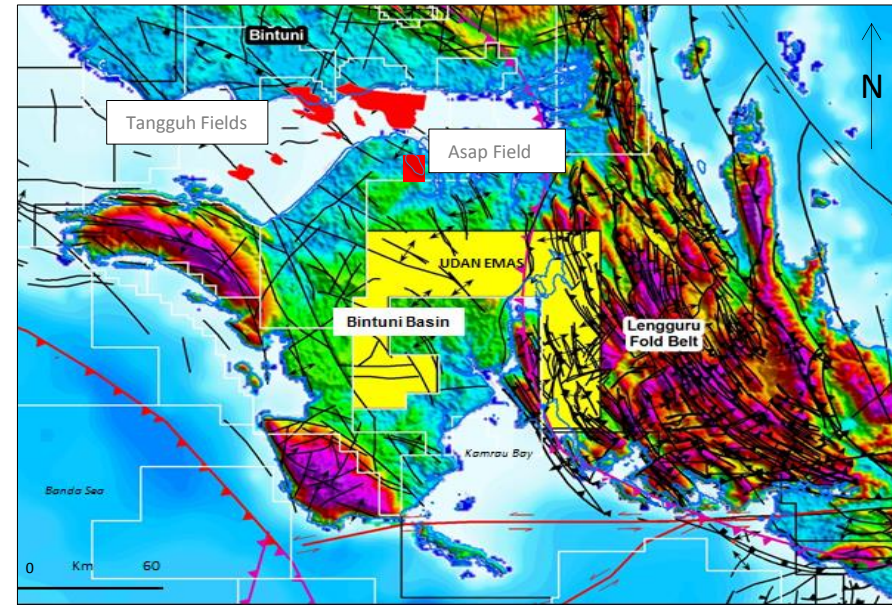 Bintuni
N
Tangguh Fields
Asap Field
UDAN EMAS
Bintuni Basin
Lengguru
Fold Belt
Kamrau Bay
Banda Sea
0 Km 60